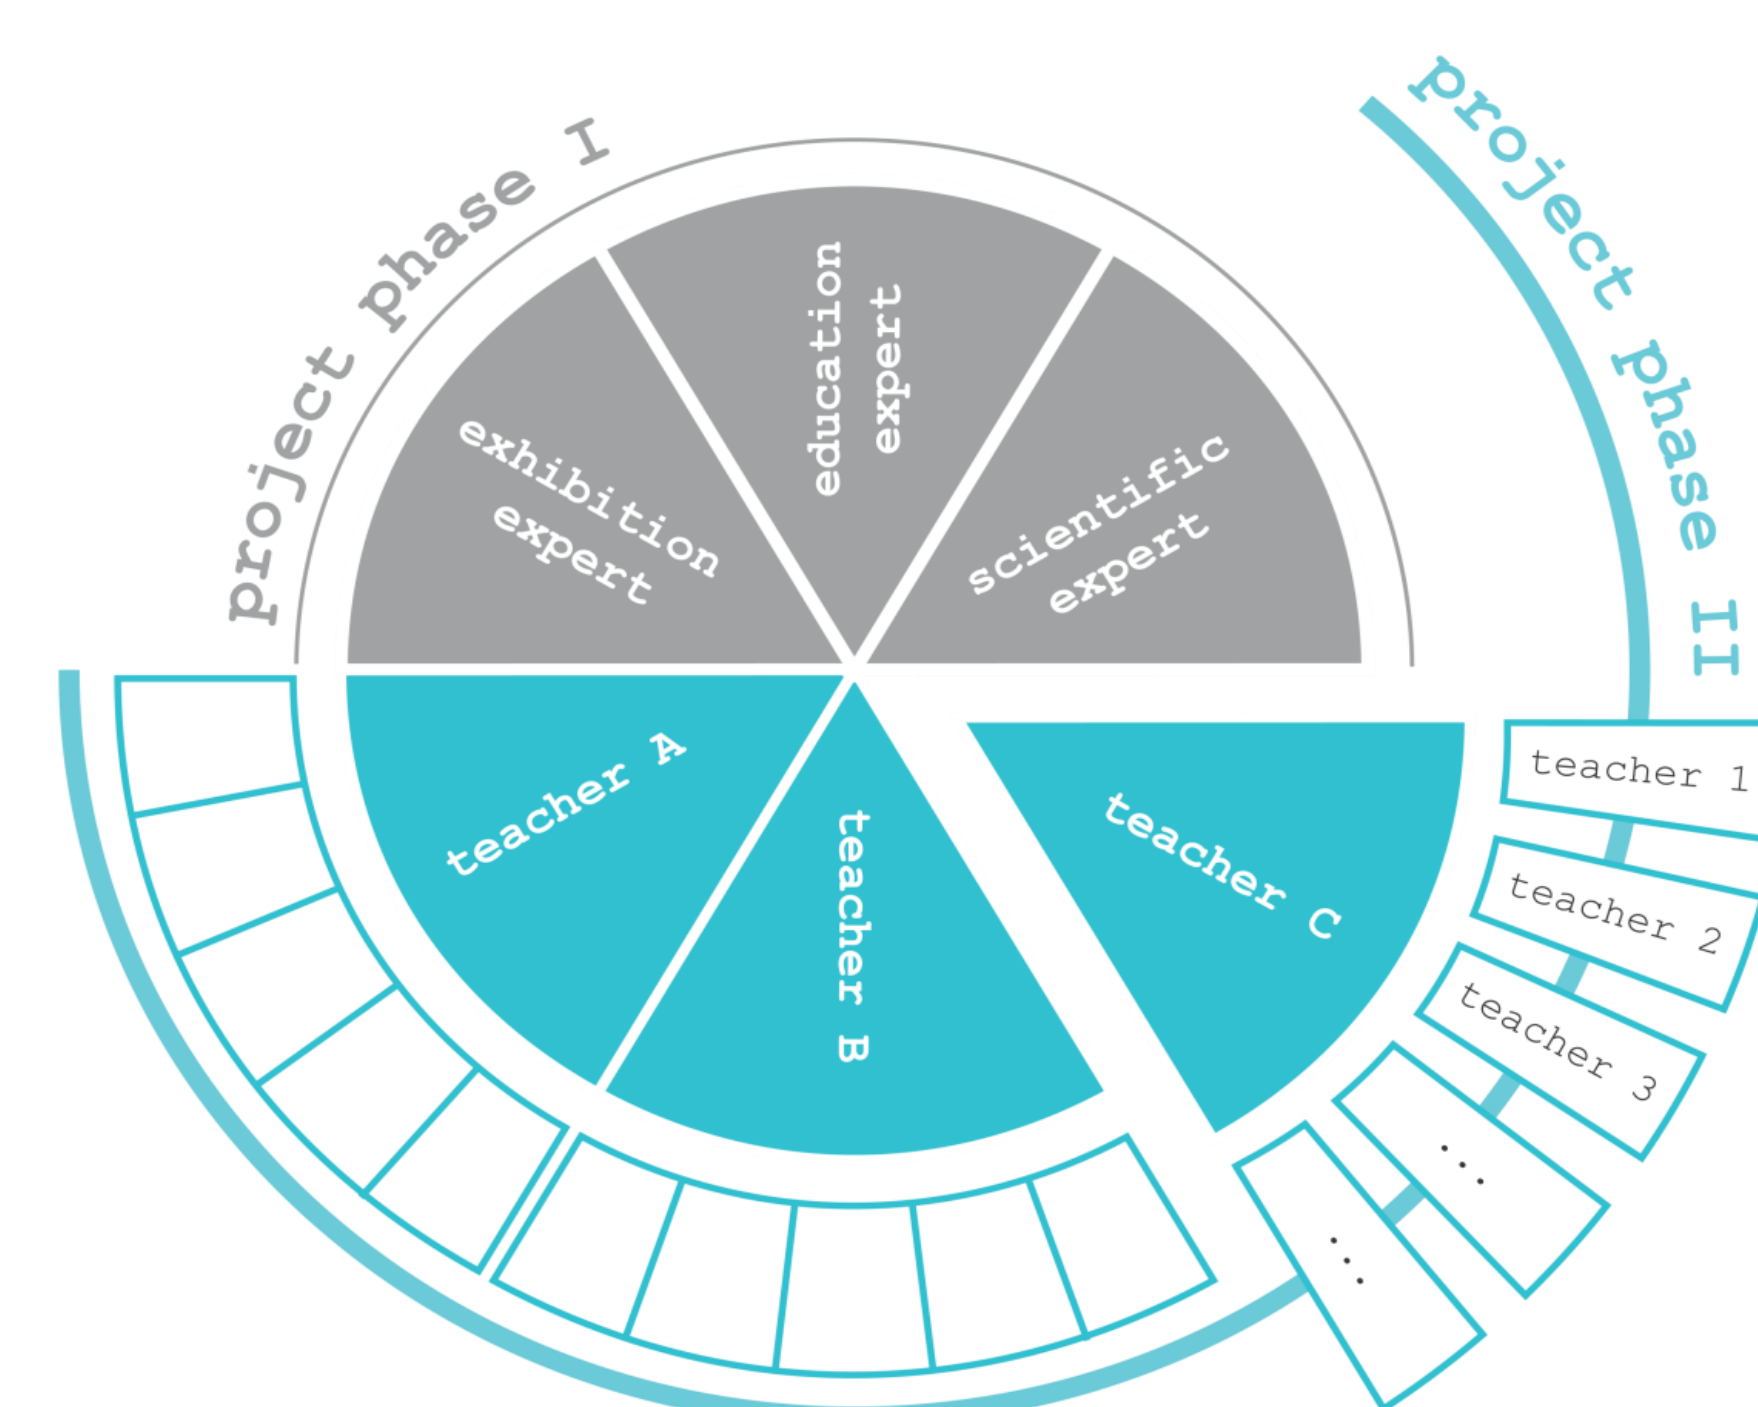 project phase I
project phase II
exhibition
expert
education
expert
scientific
expert
teacher A
teacher B
teacher C
teacher 1
teacher 2
teacher 3
...
...